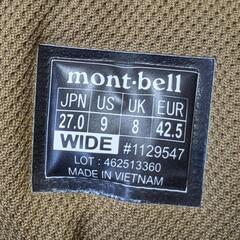 mont-bell
JPN US UK EUR
27.0 9 8 42.5
WIDE #1129547
LOT : 462513360
MADE IN VIETNAM